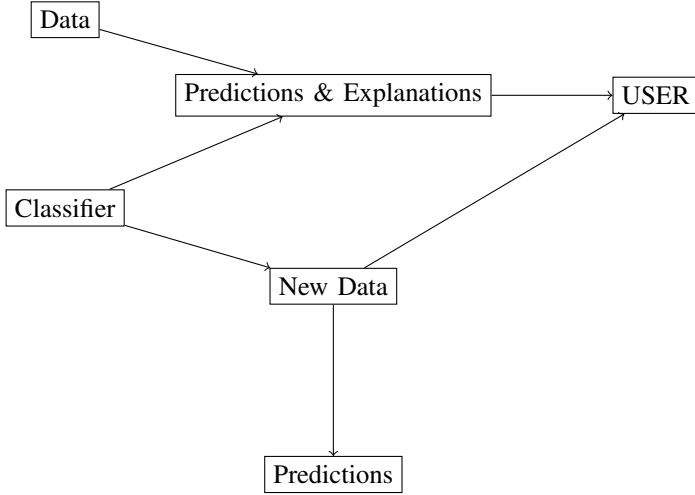 Data
Predictions & Explanations
USER
Classifier
New Data
Predictions